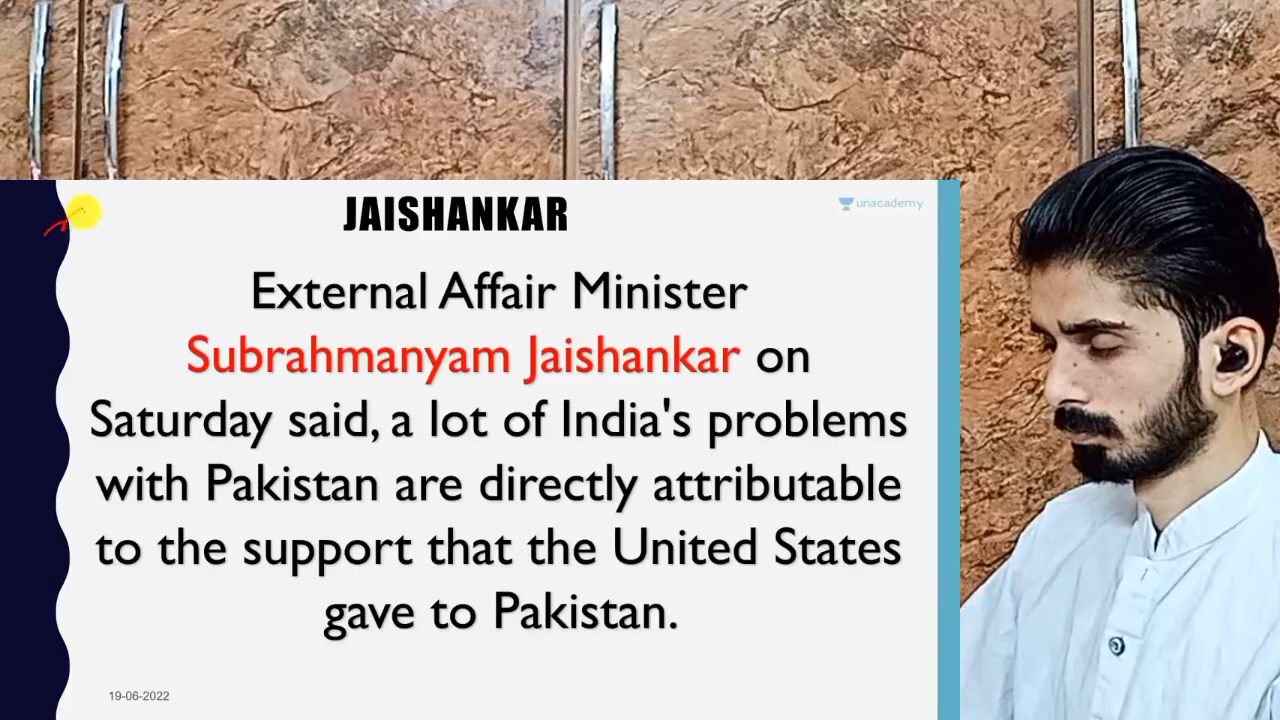 JAISHANKAR
unacademy
External Affair Minister
Subrahmanyam Jaishankar on
Saturday said, a lot of India's problems
with Pakistan are directly attributable
to the support that the United States
gave to Pakistan.
19-06-2022